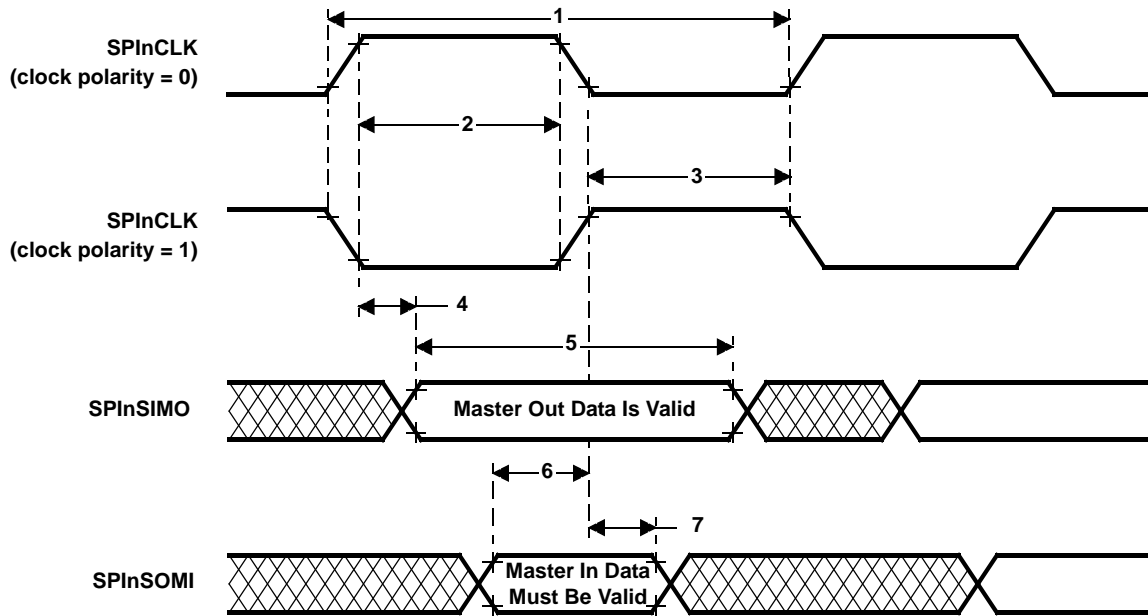 1
SPInCLK
(clock polarity = 0)
2
3
SPInCLK
(clock polarity = 1)
4
5
SPInSIMO
Master Out Data Is Valid
6
7
SPInSOMI
Master In Data
Must Be Valid